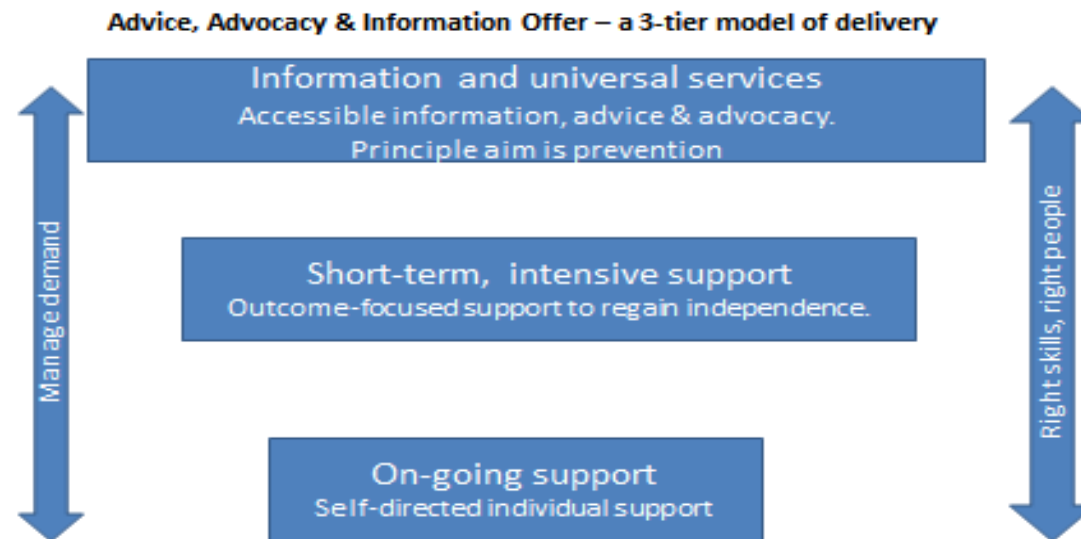 Advice, Advocacy & Information Offer – a 3-tier model of delivery
Information and universal services
Accessible information, advice & advocacy.
Principle aim is prevention
Manage demand
Right skills, right people
Short-term, intensive support
Outcome-focused support to regain independence.
On-going support
Self-directed individual support